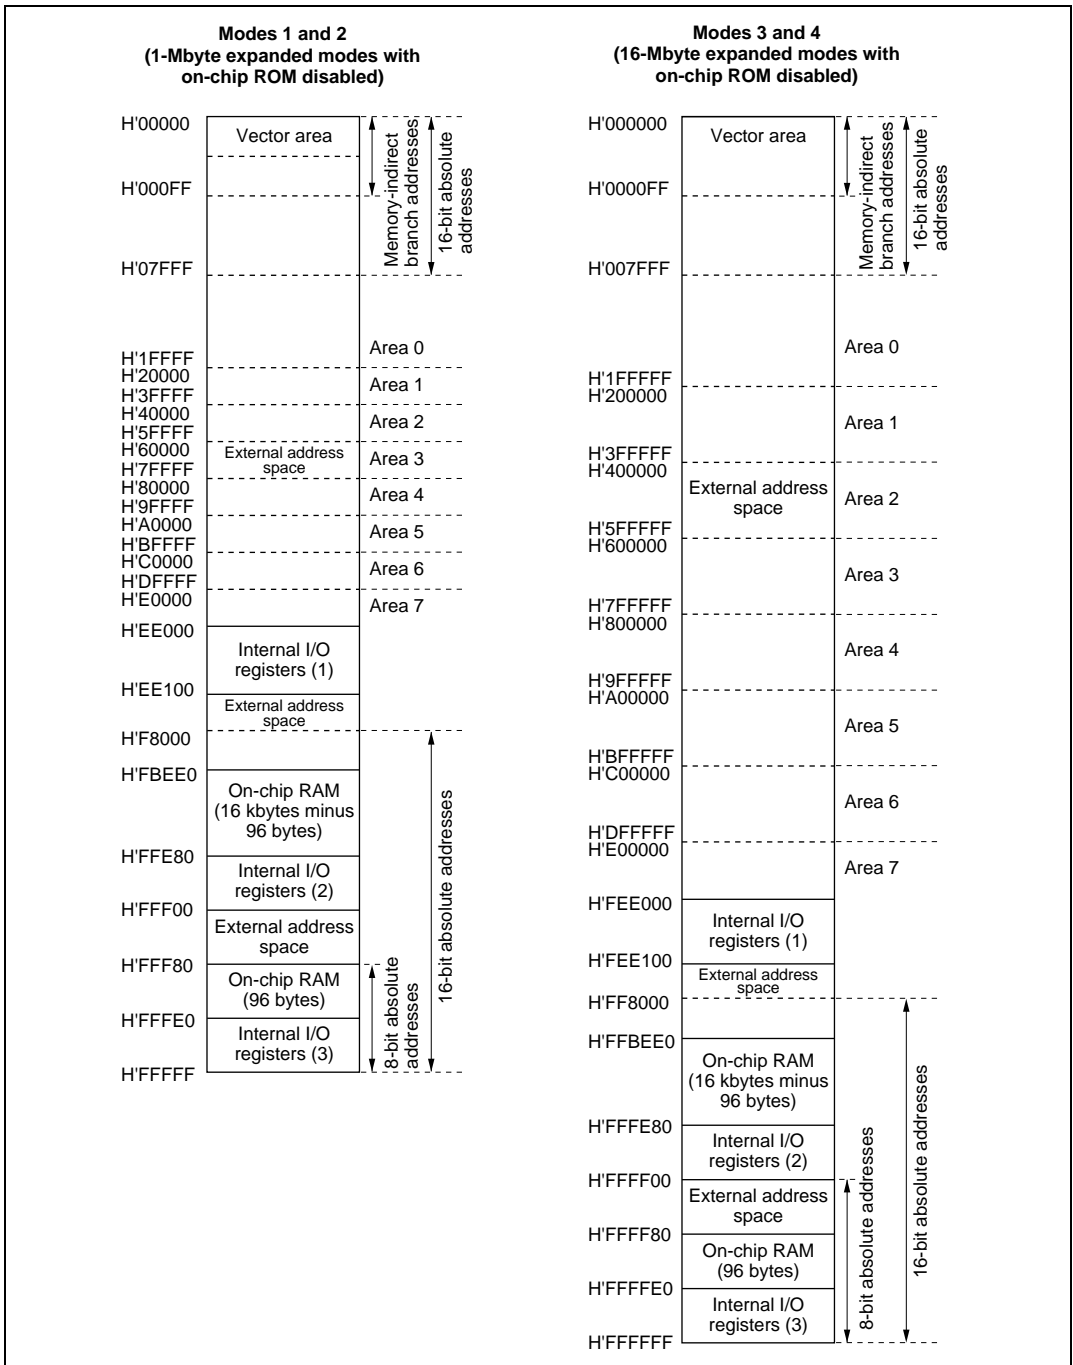 Modes 1 and 2
(1-Mbyte expanded modes with
on-chip ROM disabled)
H'00000
Vector area
H'000FF
H'07FFF
Memory-indirect
branch addresses
16-bit absolute
addresses
H'1FFFF
Area 0
H'20000
H'3FFFF
Area 1
H'40000
H'5FFFF
Area 2
H'60000
H'7FFFF
External address
space
Area 3
H'80000
H'9FFFF
Area 4
H'A0000
H'BFFFF
Area 5
H'C0000
H'DFFFF
Area 6
H'E0000
Area 7
H'EE000
Internal I/O
registers (1)
H'EE100
External address
space
H'F8000
H'FBEE0
On-chip RAM
(16 kbytes minus
96 bytes)
H'FFE80
Internal I/O
registers (2)
H'FFF00
External address
space
H'FFF80
On-chip RAM
(96 bytes)
H'FFFE0
Internal I/O
registers (3)
H'FFFFF
8-bit absolute
addresses
16-bit absolute addresses
Modes 3 and 4
(16-Mbyte expanded modes with
on-chip ROM disabled)
H'000000
Vector area
H'0000FF
H'007FFF
Memory-indirect
branch addresses
16-bit absolute
addresses
Area 0
H'1FFFFF
H'200000
Area 1
H'3FFFFF
H'400000
External address
space
Area 2
H'5FFFFF
H'600000
Area 3
H'7FFFFF
H'800000
Area 4
H'9FFFFF
H'A00000
Area 5
H'BFFFFF
H'C00000
Area 6
H'DFFFFF
H'E00000
Area 7
H'FEE000
Internal I/O
registers (1)
H'FEE100
External address
space
H'FF8000
H'FFBEE0
On-chip RAM
(16 kbytes minus
96 bytes)
H'FFFE80
Internal I/O
registers (2)
H'FFFF00
External address
space
H'FFFF80
On-chip RAM
(96 bytes)
H'FFFFE0
Internal I/O
registers (3)
H'FFFFFF
8-bit absolute addresses
16-bit absolute addresses